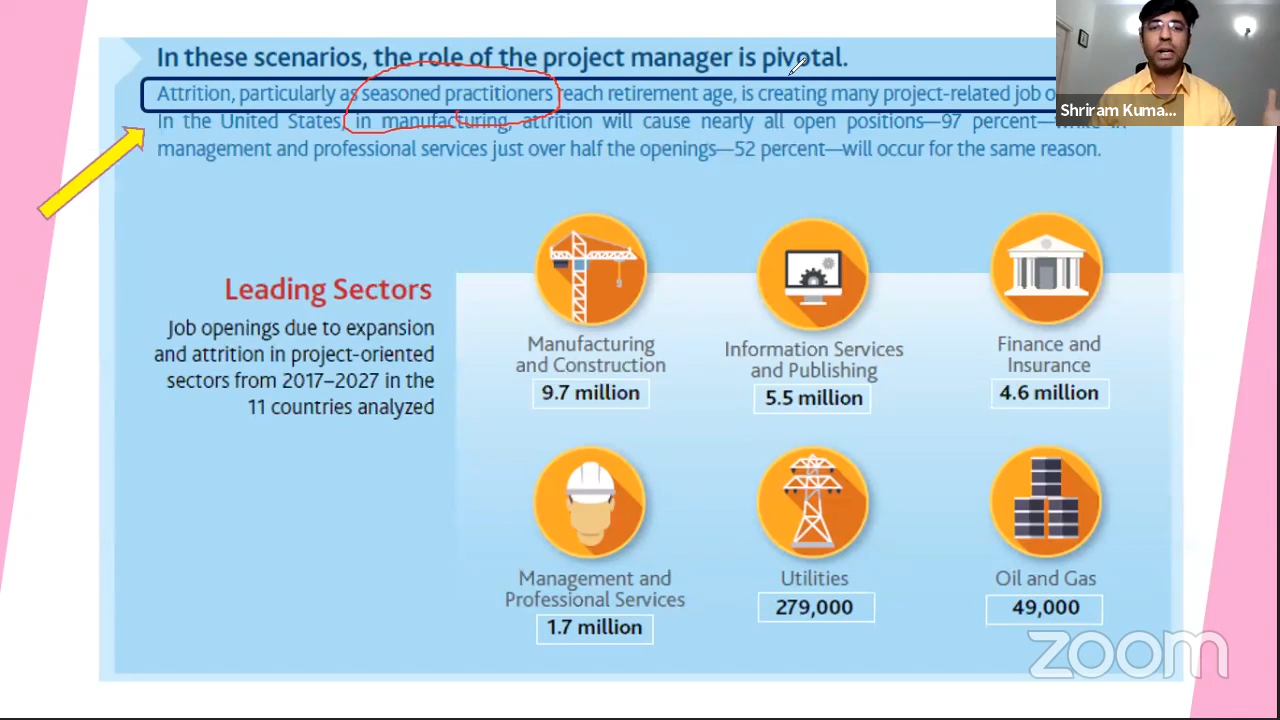 In these scenarios, the role of the project manager is pivotal.
Attrition, particularly as seasoned practitioners reach retirement age, is creating many project-related job
Shriram Kuma...
In the United States, in manufacturing, attrition will cause nearly all open positions—97 percent—while in
management and professional services just over half the openings—52 percent—will occur for the same reason.
Leading Sectors
Job openings due to expansion
and attrition in project-oriented
sectors from 2017–2027 in the
11 countries analyzed
Manufacturing
and Construction
9.7 million
Information Services
and Publishing
5.5 million
Finance and
Insurance
4.6 million
Management and
Professional Services
1.7 million
Utilities
279,000
Oil and Gas
49,000
zoom